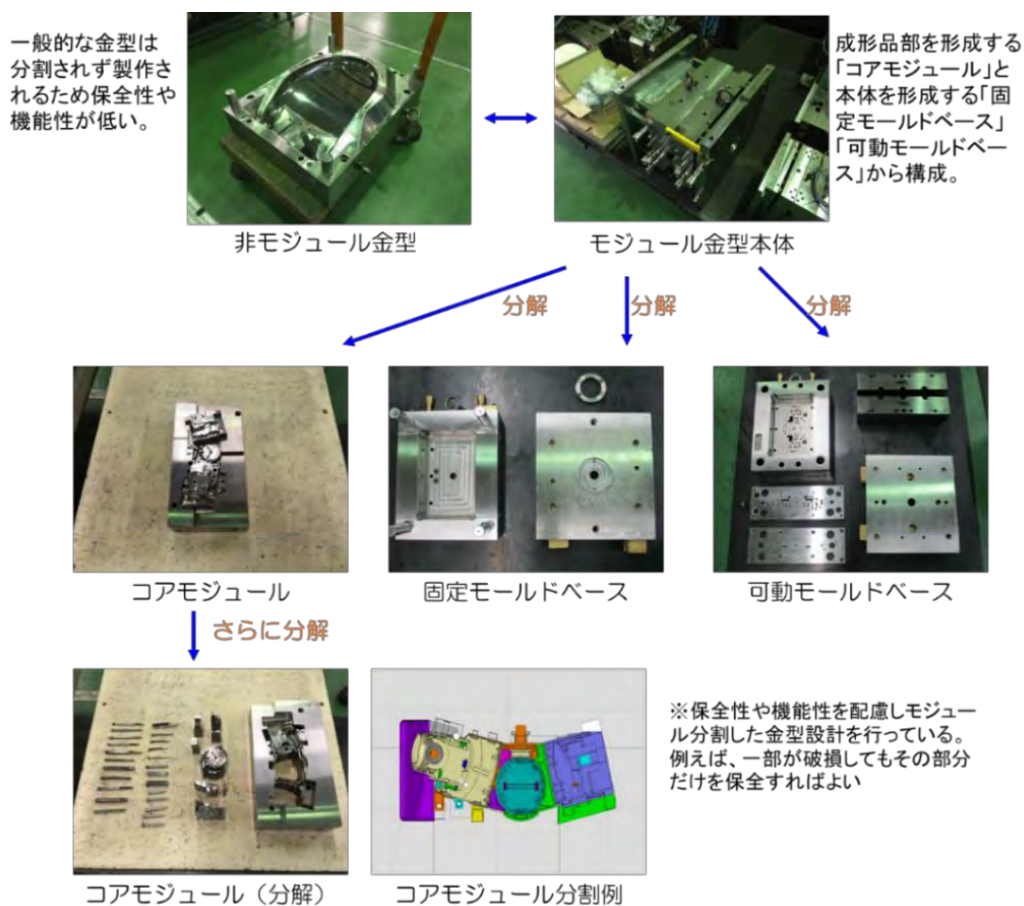 一般的な金型は
分割されず製作さ
れるため保全性や
機能性が低い。
成形品部を形成する
「コアモジュール」と
本体を形成する「固
定モールドベース」
「可動モールドベー
ス」から構成。
非モジュール金型
モジュール金型本体
分解
分解
分解
コアモジュール
固定モールドベース
可動モールドベース
さらに分解
※保全性や機能性を配慮しモジュー
ル分割した金型設計を行っている。
例えば、一部が破損してもその部分
だけを保全すればよい
コアモジュール（分解）
コアモジュール分割例